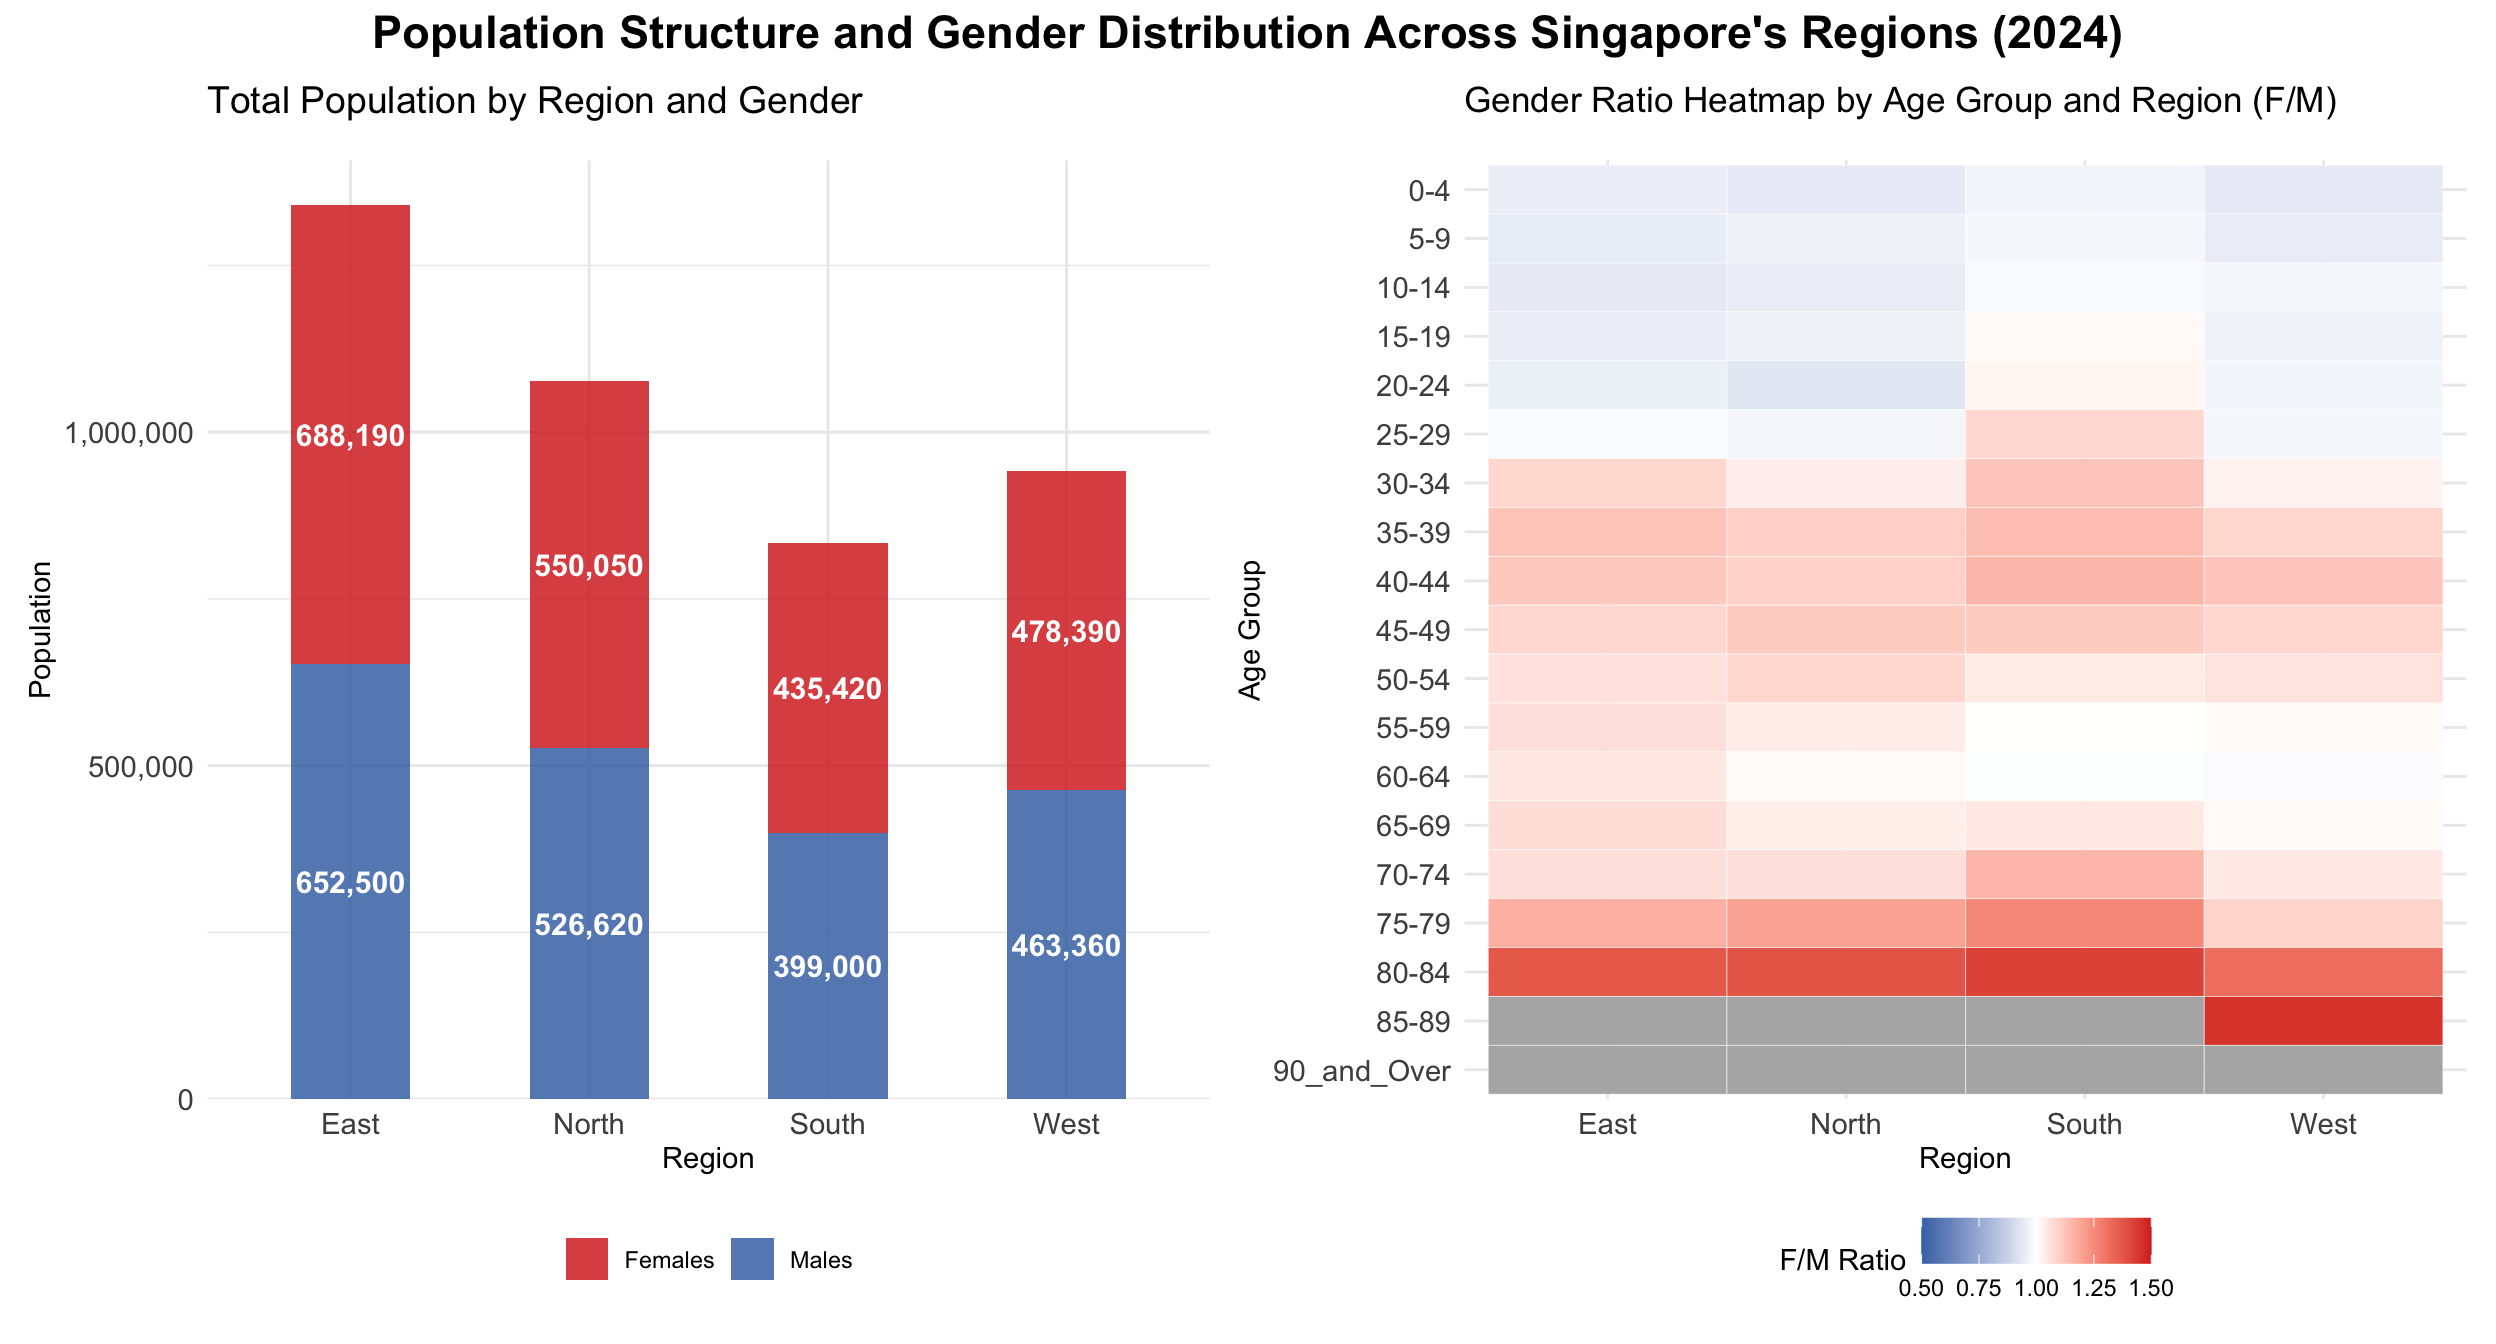 Population Structure and Gender Distribution Across Singapore's Regions (2024)
Total Population by Region and Gender
Population
1,000,000
500,000
0
688,190
652,500
550,050
526,620
435,420
399,000
478,390
463,360
East North South West
Region
Females Males
Gender Ratio Heatmap by Age Group and Region (F/M)
Age Group
0-4
5-9
10-14
15-19
20-24
25-29
30-34
35-39
40-44
45-49
50-54
55-59
60-64
65-69
70-74
75-79
80-84
85-89
90_and_Over
East North South West
Region
F/M Ratio
0.50 0.75 1.00 1.25 1.50